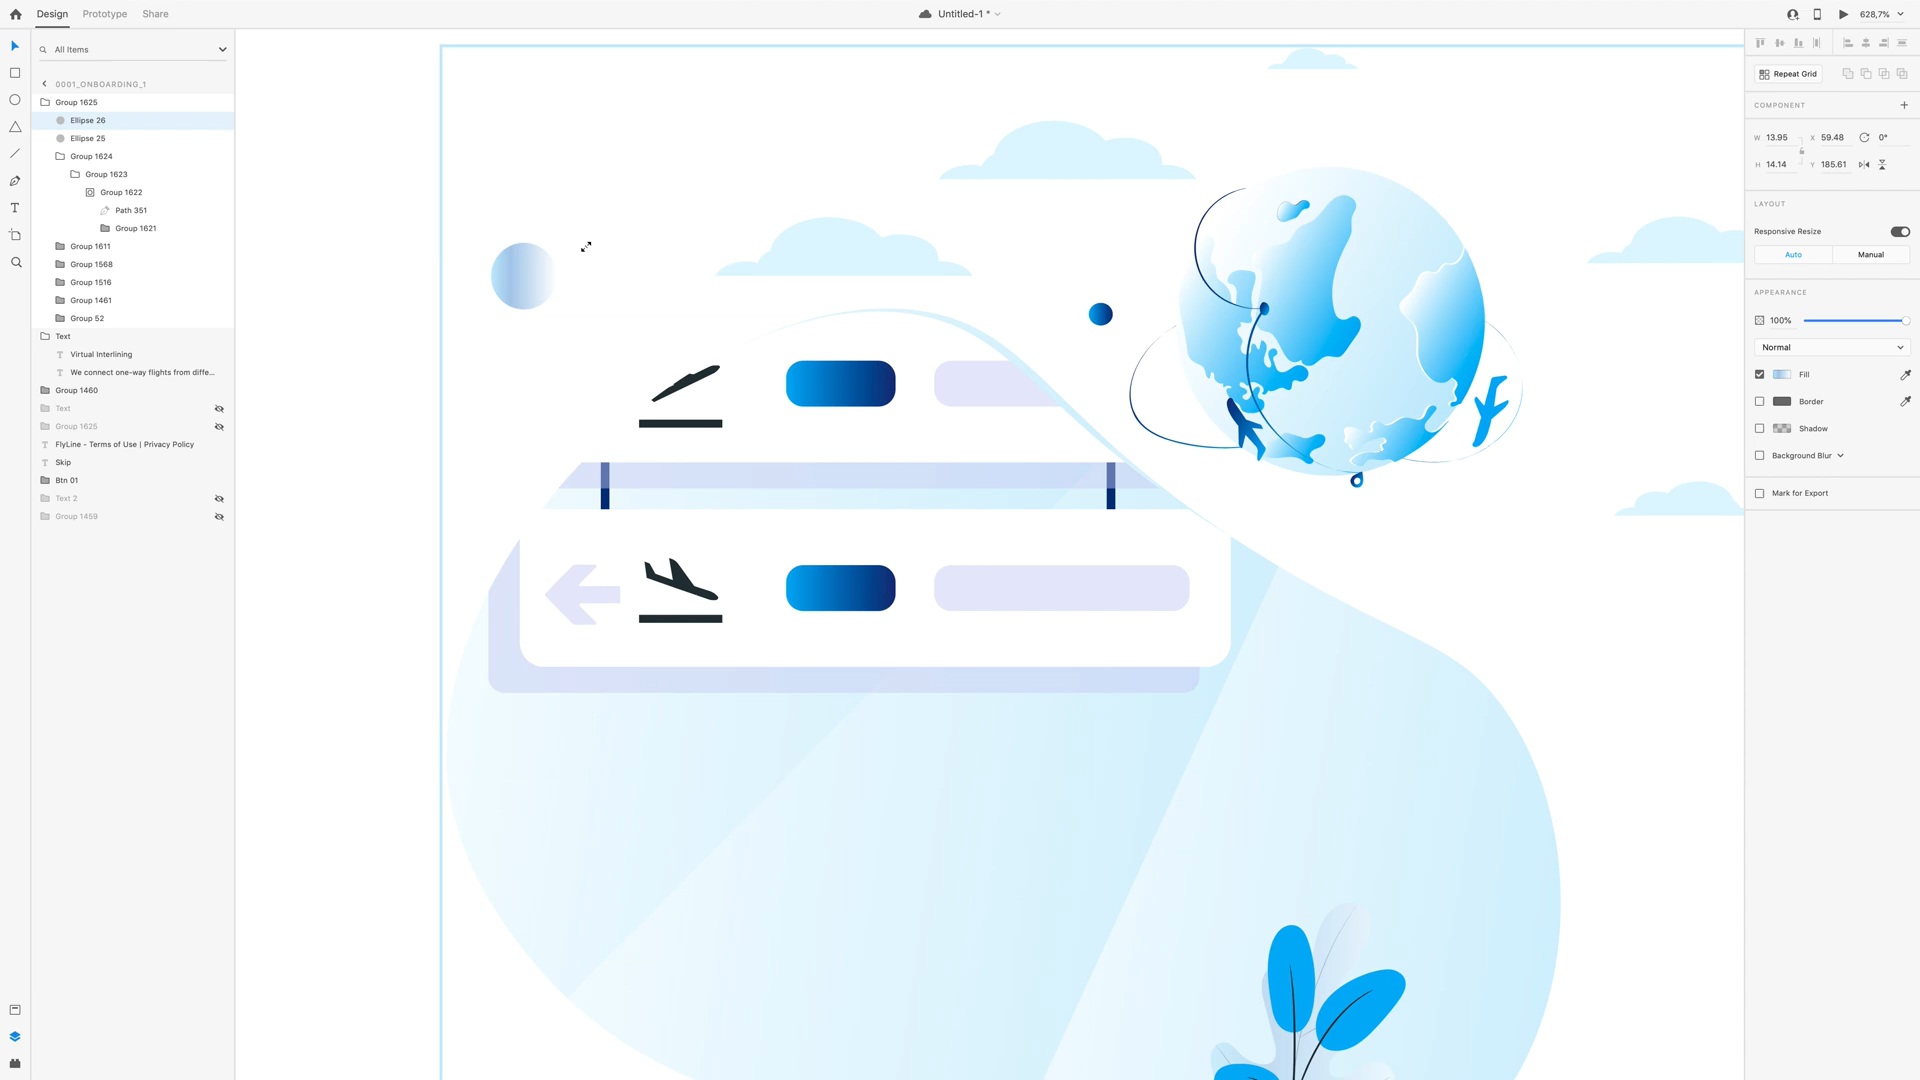 Design Prototype Share
Untitled-1 *
628,7%
All Items
0001_ONBOARDING_1
Group 1625
Ellipse 26
Ellipse 25
Group 1624
Group 1623
Group 1622
Path 351
Group 1621
Group 1611
Group 1568
Group 1516
Group 1461
Group 52
Text
Virtual Interlining
We connect one-way flights from diffe...
Group 1460
Text
Group 1625
FlyLine - Terms of Use | Privacy Policy
Skip
Btn 01
Text 2
Group 1459
Repeat Grid
COMPONENT
W 13.95 X 59.48 0°
H 14.14 Y 185.61
LAYOUT
Responsive Resize
Auto Manual
APPEARANCE
100%
Normal
Fill
Border
Shadow
Background Blur
Mark for Export